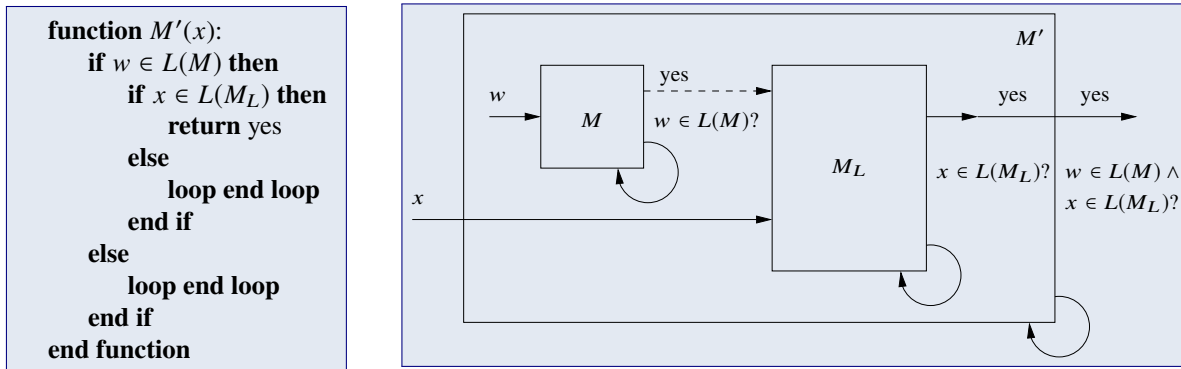 function M′(x):
if w ∈ L(M) then
if x ∈ L(M_L) then
return yes
else
loop end loop
end if
else
loop end loop
end if
end function
M′
w
M
yes
w ∈ L(M)?
x
M_L
yes
x ∈ L(M_L)?
yes
w ∈ L(M) ∧
x ∈ L(M_L)?